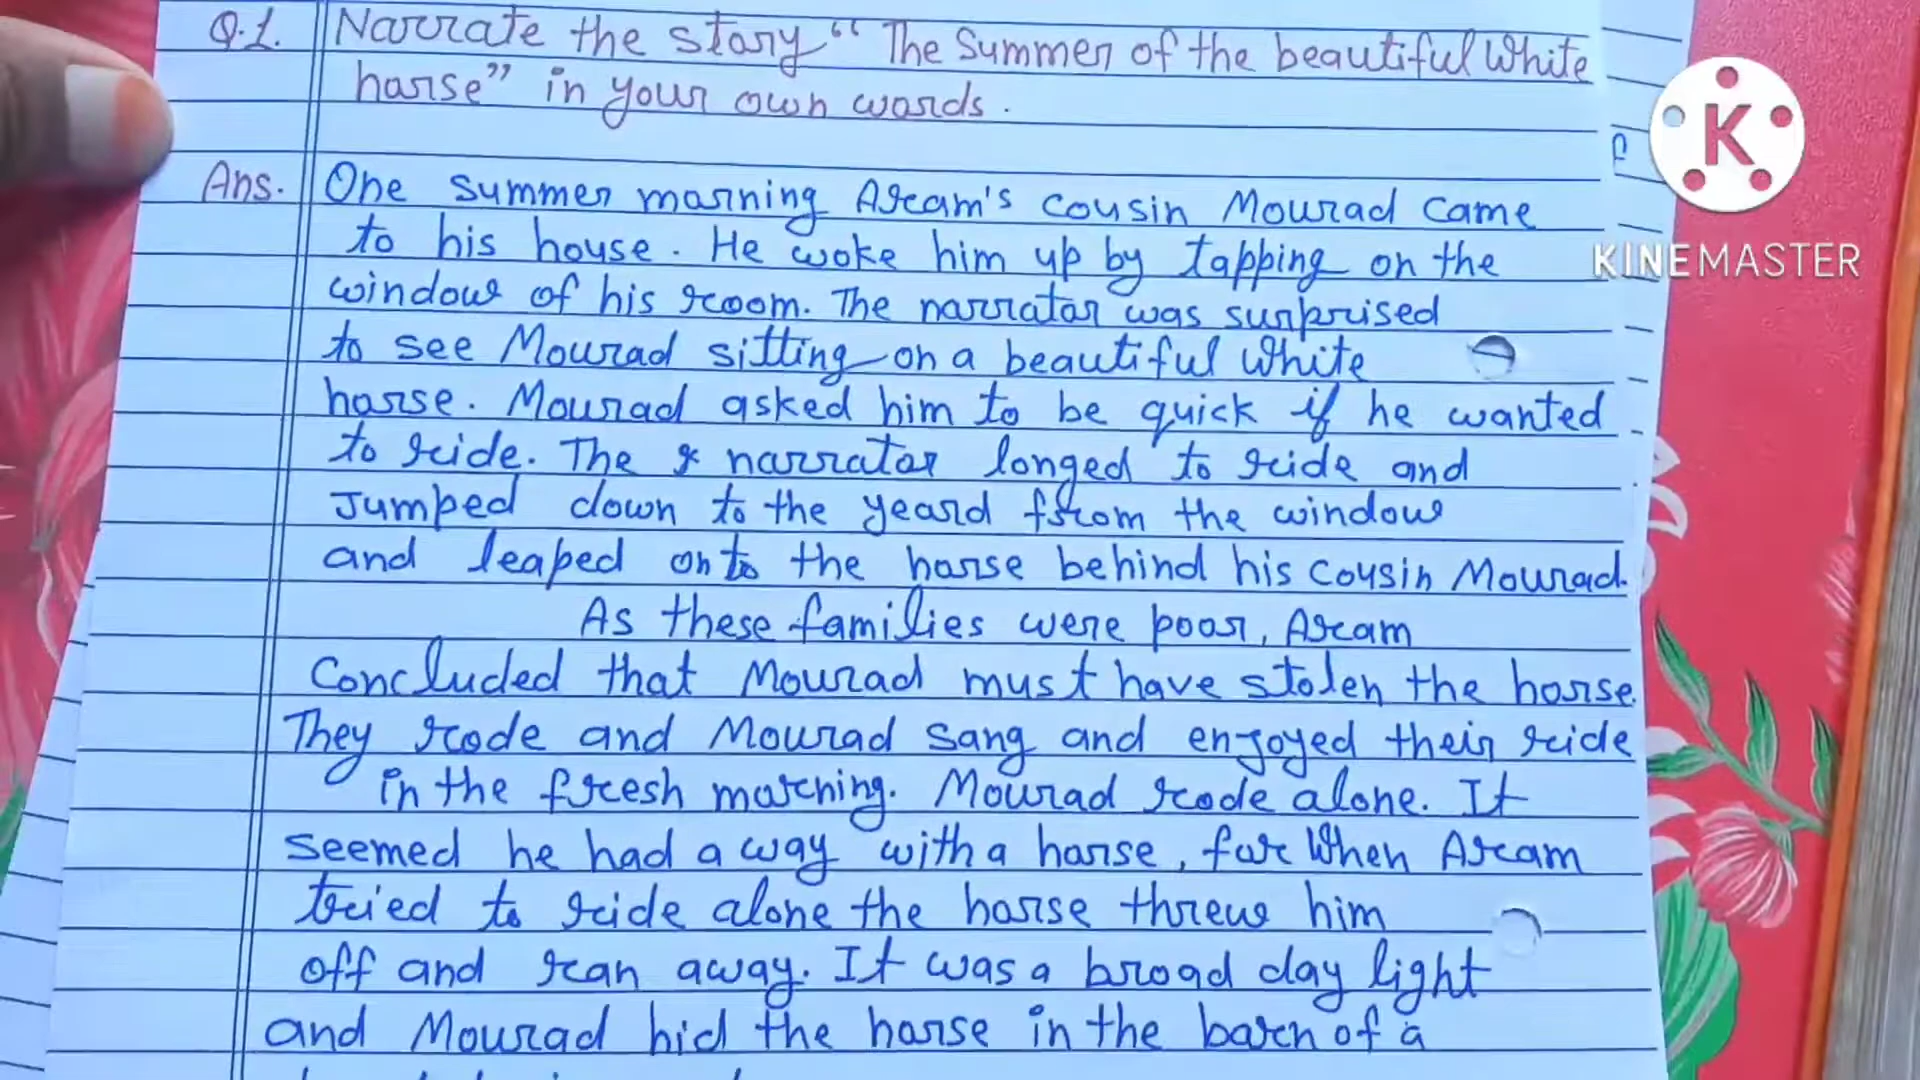 Q.1. Narrate the story "The Summer of the beautiful White
horse" in your own words.
Ans. One summer morning Aram's cousin Mourad came
to his house. He woke him up by tapping on the
window of his room. The narrator was surprised
to see Mourad sitting on a beautiful White
horse. Mourad asked him to be quick if he wanted
to ride. The narrator longed to ride and
Jumped down to the yeard from the window
and leaped onto the horse behind his cousin Mourad.
As these families were poor, Aram
Concluded that Mourad must have stolen the horse.
They rode and Mourad sang and enjoyed their ride
in the fresh morning. Mourad rode alone. It
seemed he had a way with a horse, for When Aram
tried to ride alone the horse threw him
off and ran away. It was a broad day light
and Mourad hid the horse in the barn of a
K
KINEMASTER